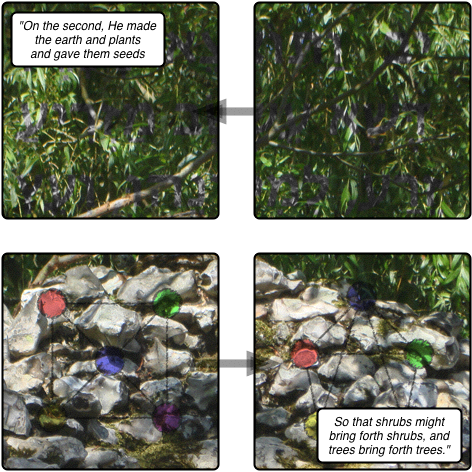 "On the second, He made
the earth and plants
and gave them seeds
So that shrubs might
bring forth shrubs, and
trees bring forth trees."